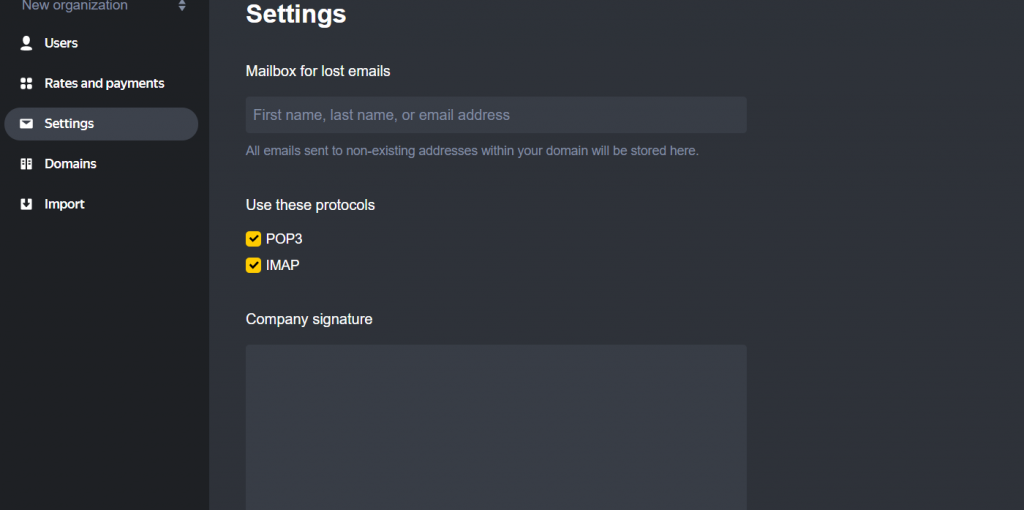 New organization
Users
Rates and payments
Settings
Domains
Import
Settings
Mailbox for lost emails
First name, last name, or email address
All emails sent to non-existing addresses within your domain will be stored here.
Use these protocols
POP3
IMAP
Company signature